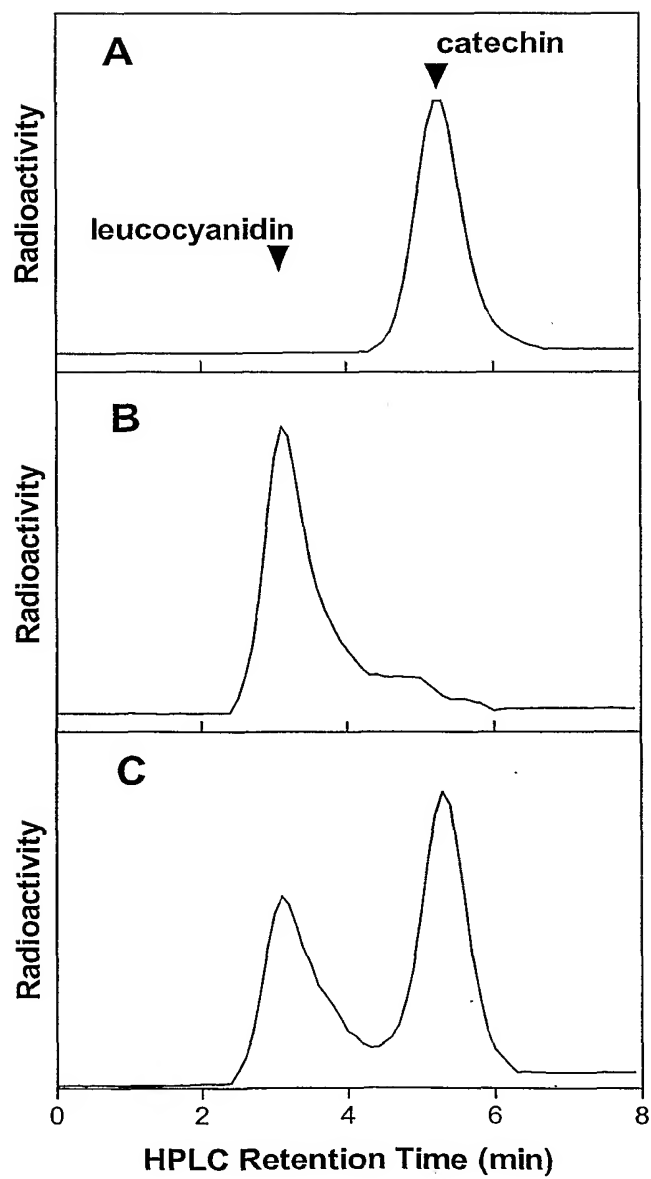 A
catechin
leucocyanidin
Radioactivity
B
Radioactivity
C
Radioactivity
0 2 4 6 8
HPLC Retention Time (min)